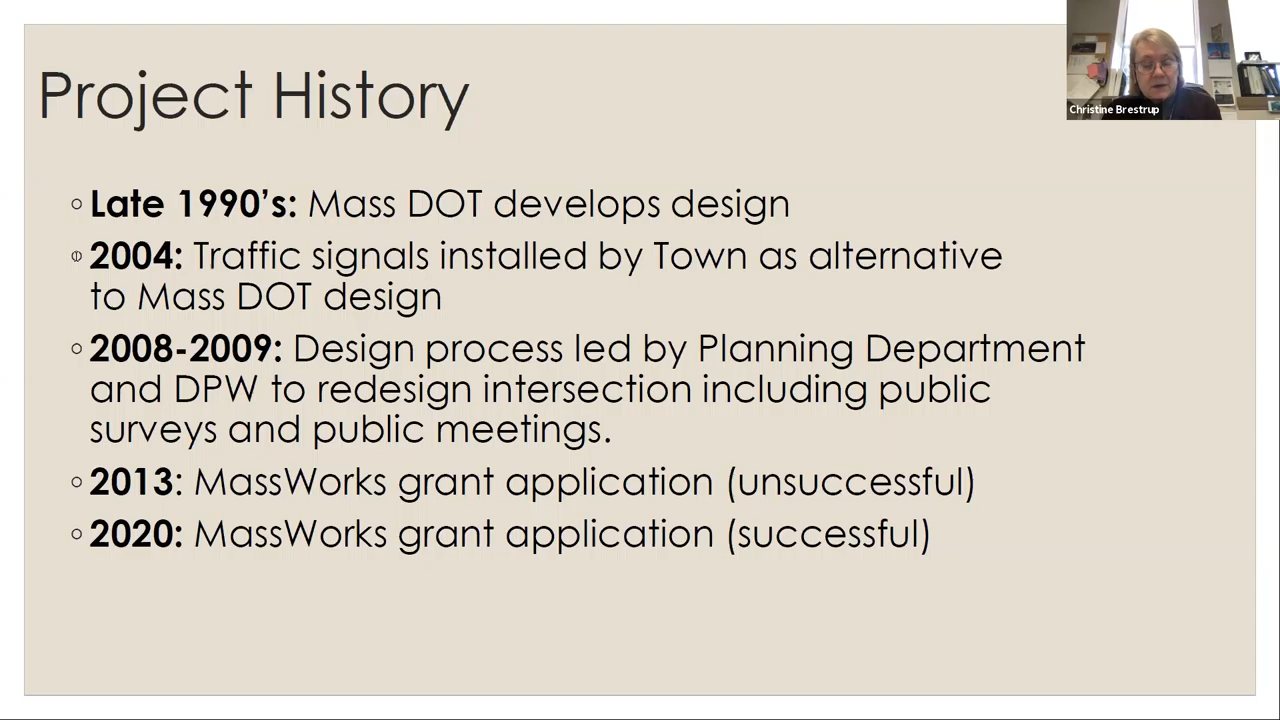 Project History
Christine Brestrup
◦ Late 1990's: Mass DOT develops design
◦ 2004: Traffic signals installed by Town as alternative
to Mass DOT design
◦ 2008-2009: Design process led by Planning Department
and DPW to redesign intersection including public
surveys and public meetings.
◦ 2013: MassWorks grant application (unsuccessful)
◦ 2020: MassWorks grant application (successful)